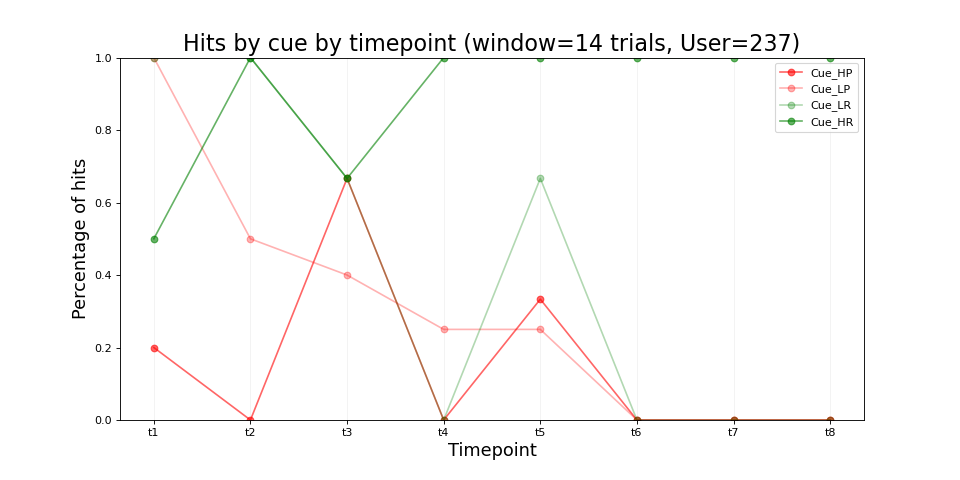 Hits by cue by timepoint (window=14 trials, User=237)
Percentage of hits
1.0
0.8
0.6
0.4
0.2
0.0
Cue_HP
Cue_LP
Cue_LR
Cue_HR
t1 t2 t3 t4 t5 t6 t7 t8
Timepoint